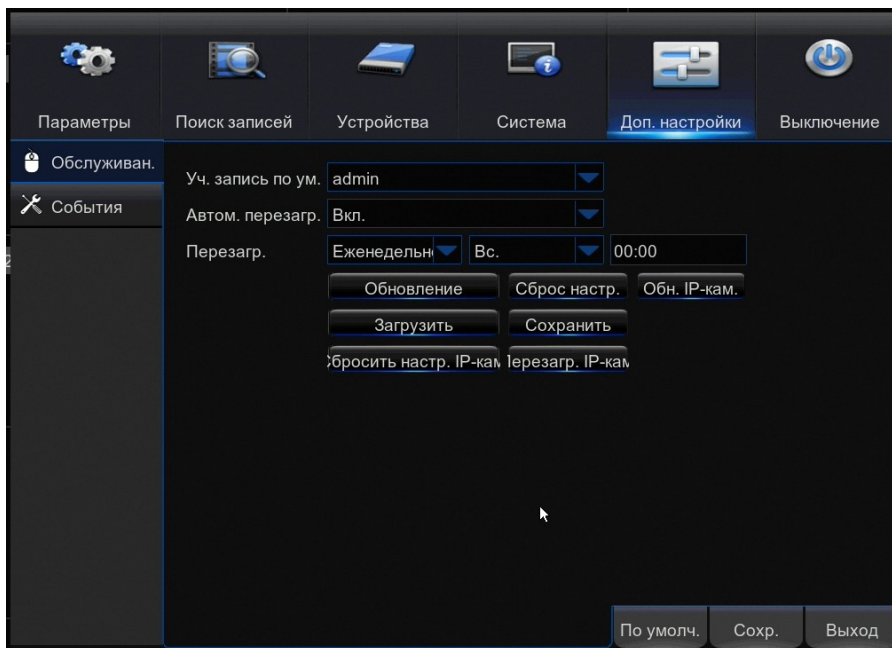 Параметры Поиск записей Устройства Система Доп. настройки Выключение
Обслуживан.
События
Уч. запись по ум. admin
Автом. перезагр. Вкл.
Перезагр. Еженедельн Вс. 00:00
Обновление Сброс настр. Обн. IP-кам.
Загрузить Сохранить
Сбросить настр. IP-кам Перезагр. IP-кам
По умолч. Сохр. Выход